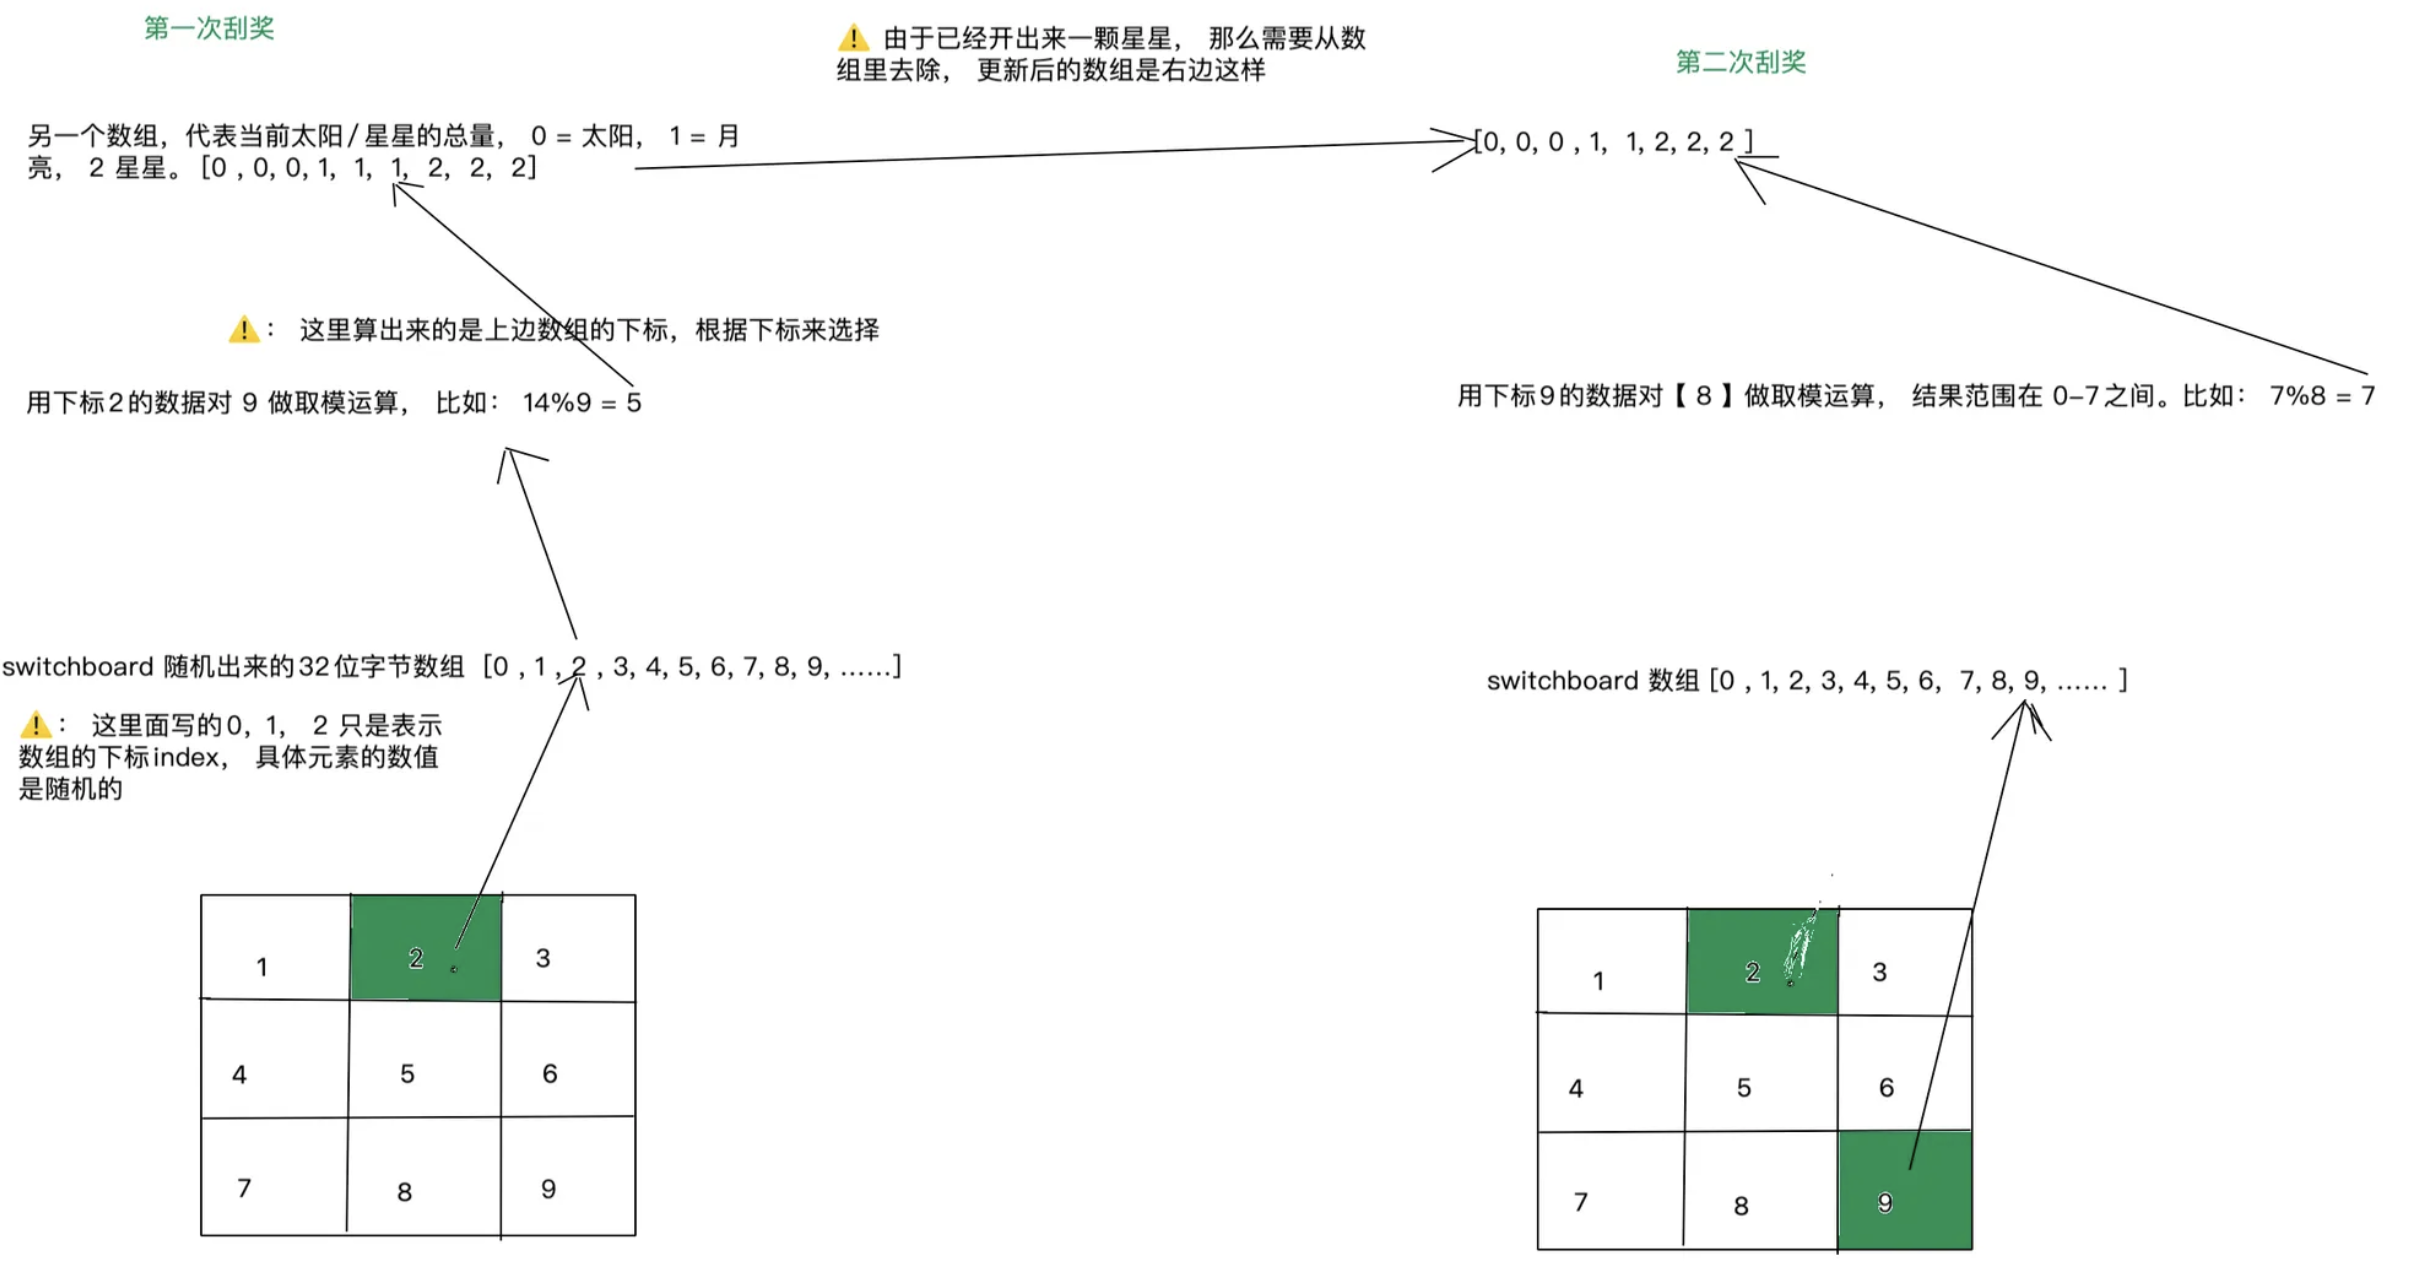 第一次刮奖
⚠️ 由于已经开出来一颗星星， 那么需要从数
组里去除， 更新后的数组是右边这样
第二次刮奖
另一个数组，代表当前太阳/星星的总量， 0 = 太阳， 1 = 月
亮， 2 星星。[0 , 0, 0, 1, 1, 1, 2, 2, 2]
[0, 0, 0 , 1, 1, 2, 2, 2 ]
⚠️： 这里算出来的是上边数组的下标，根据下标来选择
用下标2的数据对 9 做取模运算， 比如： 14%9 = 5
用下标9的数据对【 8 】做取模运算， 结果范围在 0-7之间。比如： 7%8 = 7
switchboard 随机出来的32位字节数组 [0 , 1 , 2 , 3, 4, 5, 6, 7, 8, 9, ……]
switchboard 数组 [0 , 1, 2, 3, 4, 5, 6, 7, 8, 9, …… ]
⚠️： 这里面写的0, 1， 2 只是表示
数组的下标index， 具体元素的数值
是随机的
1 2 3
4 5 6
7 8 9
1 2 3
4 5 6
7 8 9